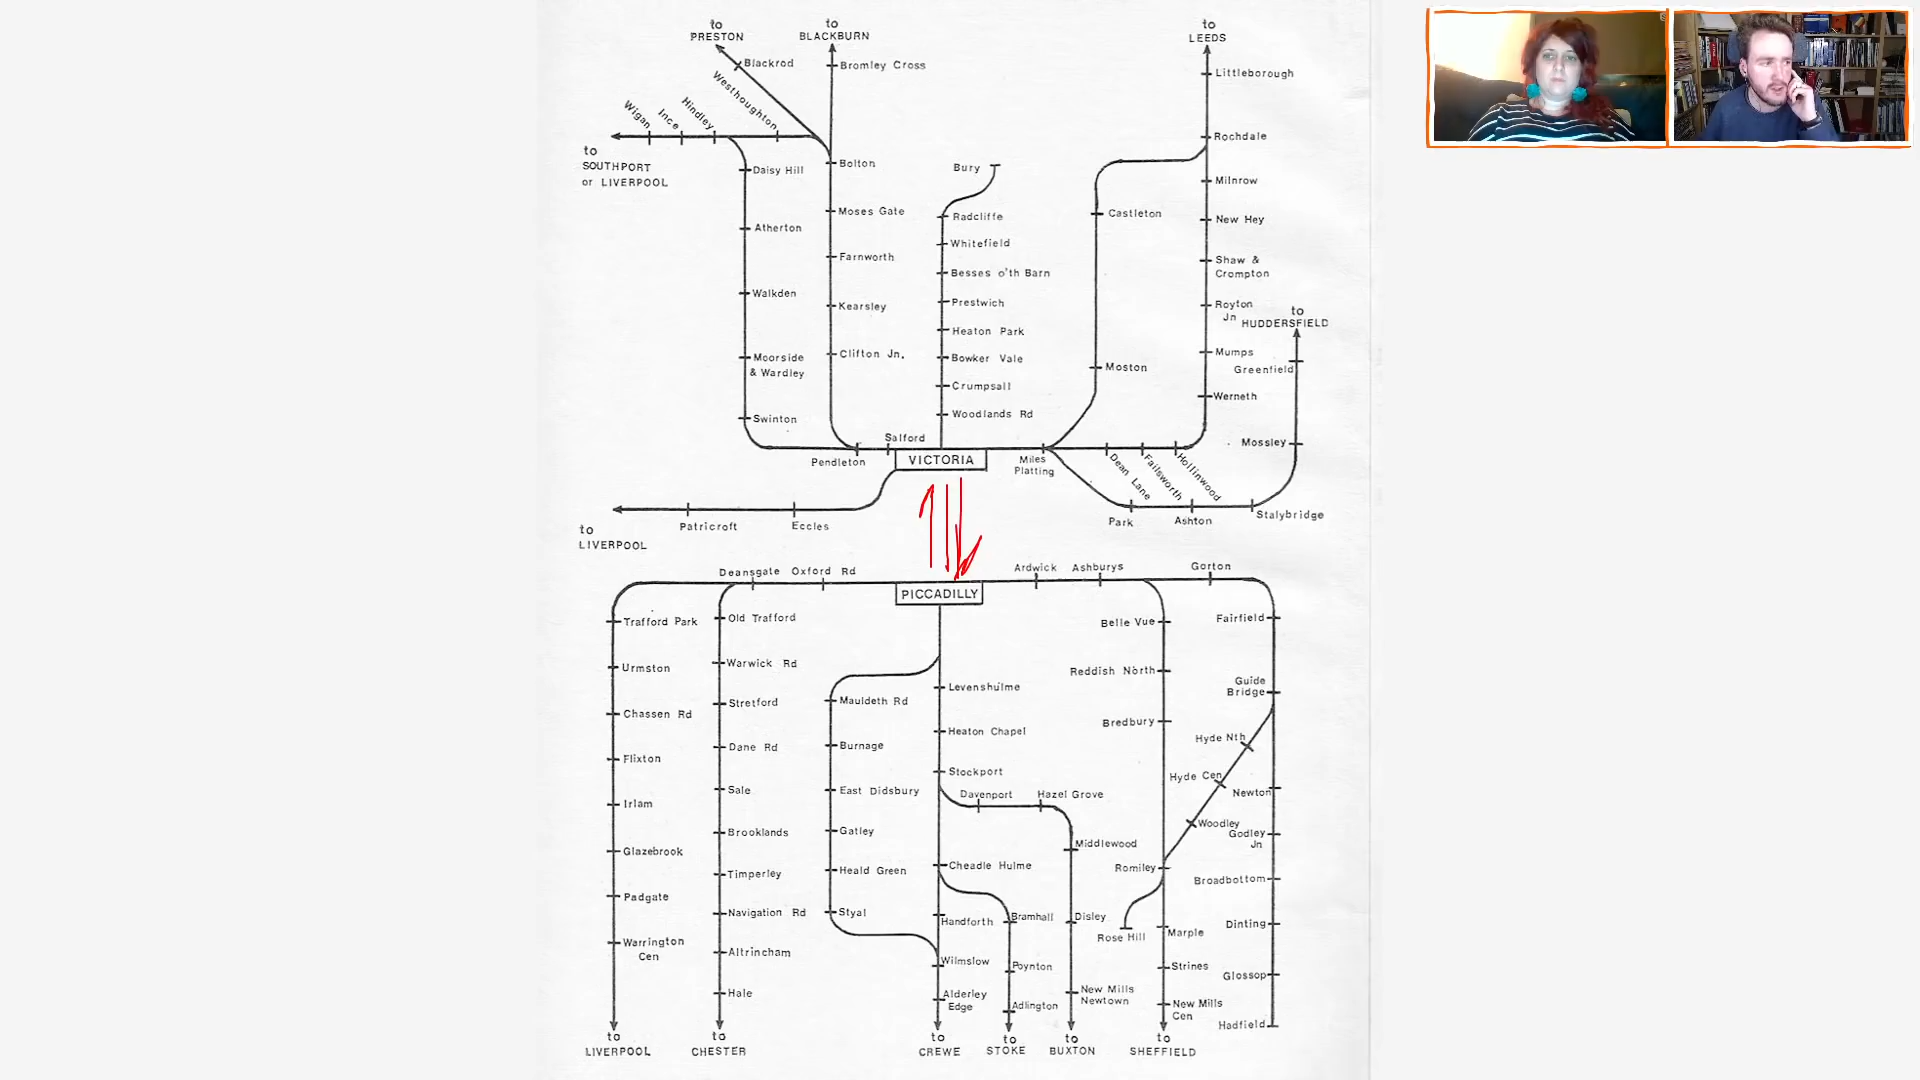 to
PRESTON
to
BLACKBURN
to
LEEDS
Blackrod
Bromley Cross
Littleborough
Westhoughton
Hindley
Ince
Wigan
to
SOUTHPORT
or LIVERPOOL
Rochdale
Daisy Hill
Bolton
Bury
Milnrow
Moses Gate
Radcliffe
Castleton
New Hey
Atherton
Whitefield
Farnworth
Besses o'th Barn
Shaw &
Crompton
Walkden
Kearsley
Prestwich
Royton
Jn
to
HUDDERSFIELD
Heaton Park
Moorside
& Wardley
Clifton Jn.
Bowker Vale
Moston
Mumps
Greenfield
Crumpsall
Werneth
Swinton
Woodlands Rd
Salford
Mossley
Pendleton
VICTORIA
Miles
Platting
Dean Lane
Failsworth
Hollinwood
to
LIVERPOOL
Patricroft
Eccles
Park
Ashton
Stalybridge
Deansgate
Oxford Rd
PICCADILLY
Ardwick
Ashburys
Gorton
Trafford Park
Old Trafford
Belle Vue
Fairfield
Urmston
Warwick Rd
Reddish North
Levenshulme
Guide
Bridge
Chassen Rd
Stretford
Mauldeth Rd
Heaton Chapel
Bredbury
Hyde Nth
Flixton
Dane Rd
Burnage
Stockport
Hyde Cen
Irlam
Sale
East Didsbury
Davenport
Hazel Grove
Newton
Glazebrook
Brooklands
Gatley
Middlewood
Woodley
Godley
Jn
Padgate
Timperley
Heald Green
Cheadle Hulme
Romiley
Broadbottom
Warrington
Cen
Navigation Rd
Styal
Handforth
Bramhall
Disley
Rose Hill
Marple
Dinting
Altrincham
Wilmslow
Poynton
Strines
Glossop
Hale
Alderley
Edge
Adlington
New Mills
Newtown
New Mills
Cen
Hadfield
to
LIVERPOOL
to
CHESTER
to
CREWE
to
STOKE
to
BUXTON
to
SHEFFIELD